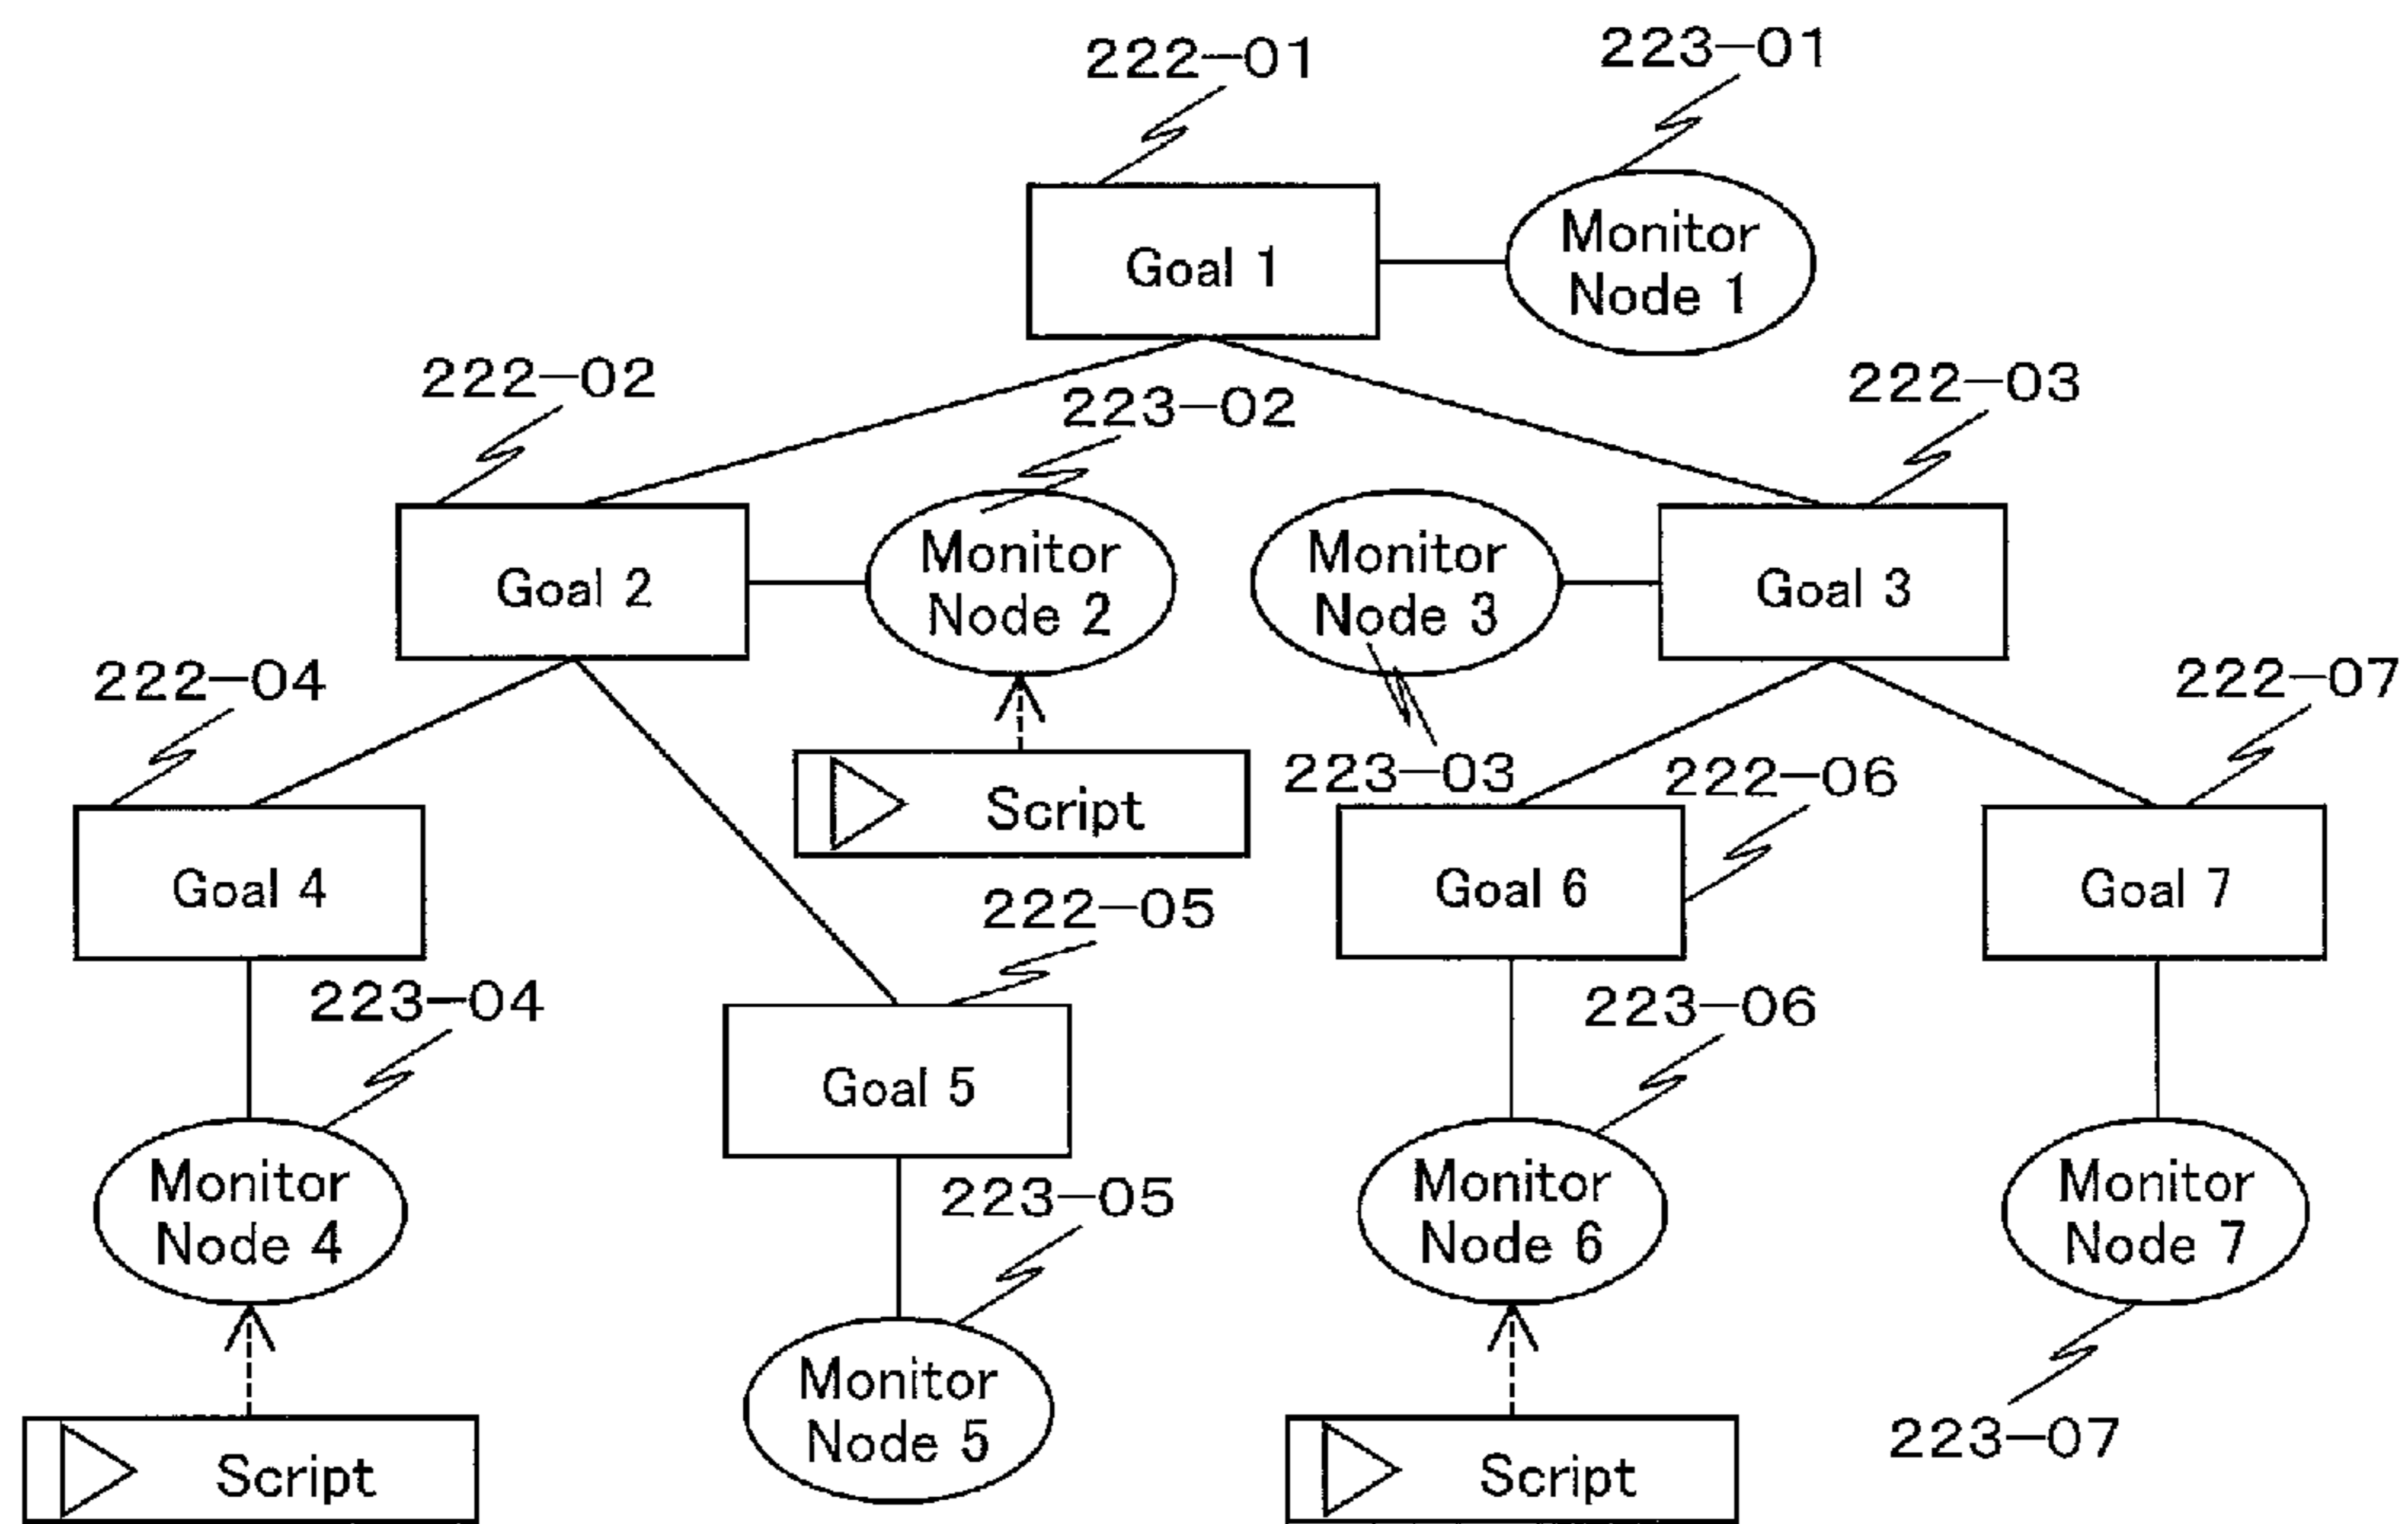 222-01
223-01
Goal 1
Monitor
Node 1
222-02
223-02
222-03
Goal 2
Monitor
Node 2
Monitor
Node 3
Goal 3
222-04
222-07
223-03
222-06
Script
Goal 4
Goal 6
Goal 7
222-05
223-04
223-06
Goal 5
Monitor
Node 4
223-05
Monitor
Node 6
Monitor
Node 7
Monitor
Node 5
223-07
Script
Script